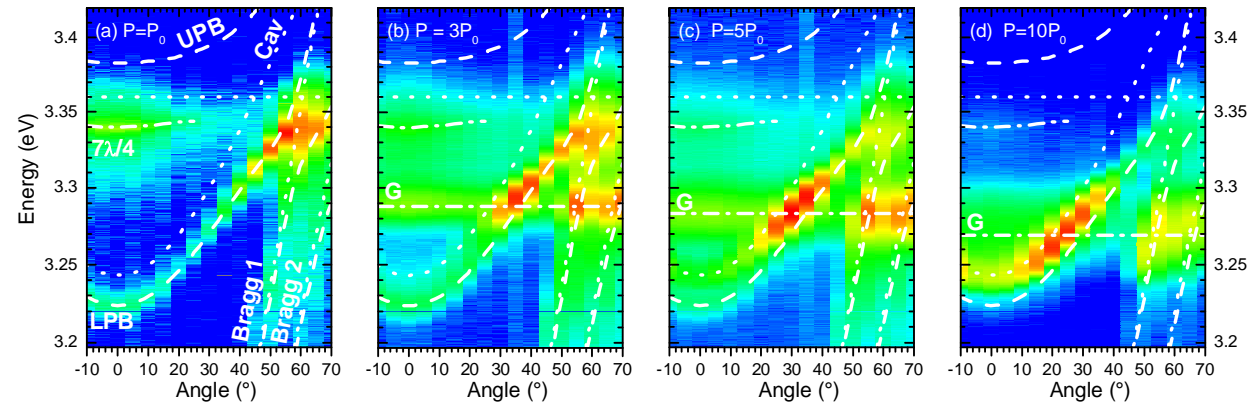 (a) P=P0
UPB
Cav
7λ/4
LPB
Bragg 1
Bragg 2
(b) P = 3P0
G
(c) P=5P0
G
(d) P=10P0
G
3.4
3.35
3.3
3.25
3.2
Energy (eV)
3.40
3.35
3.30
3.25
3.20
-10 0 10 20 30 40 50 60 70
-10 0 10 20 30 40 50 60 70
-10 0 10 20 30 40 50 60 70
-10 0 10 20 30 40 50 60 70
Angle (°)
Angle (°)
Angle (°)
Angle (°)